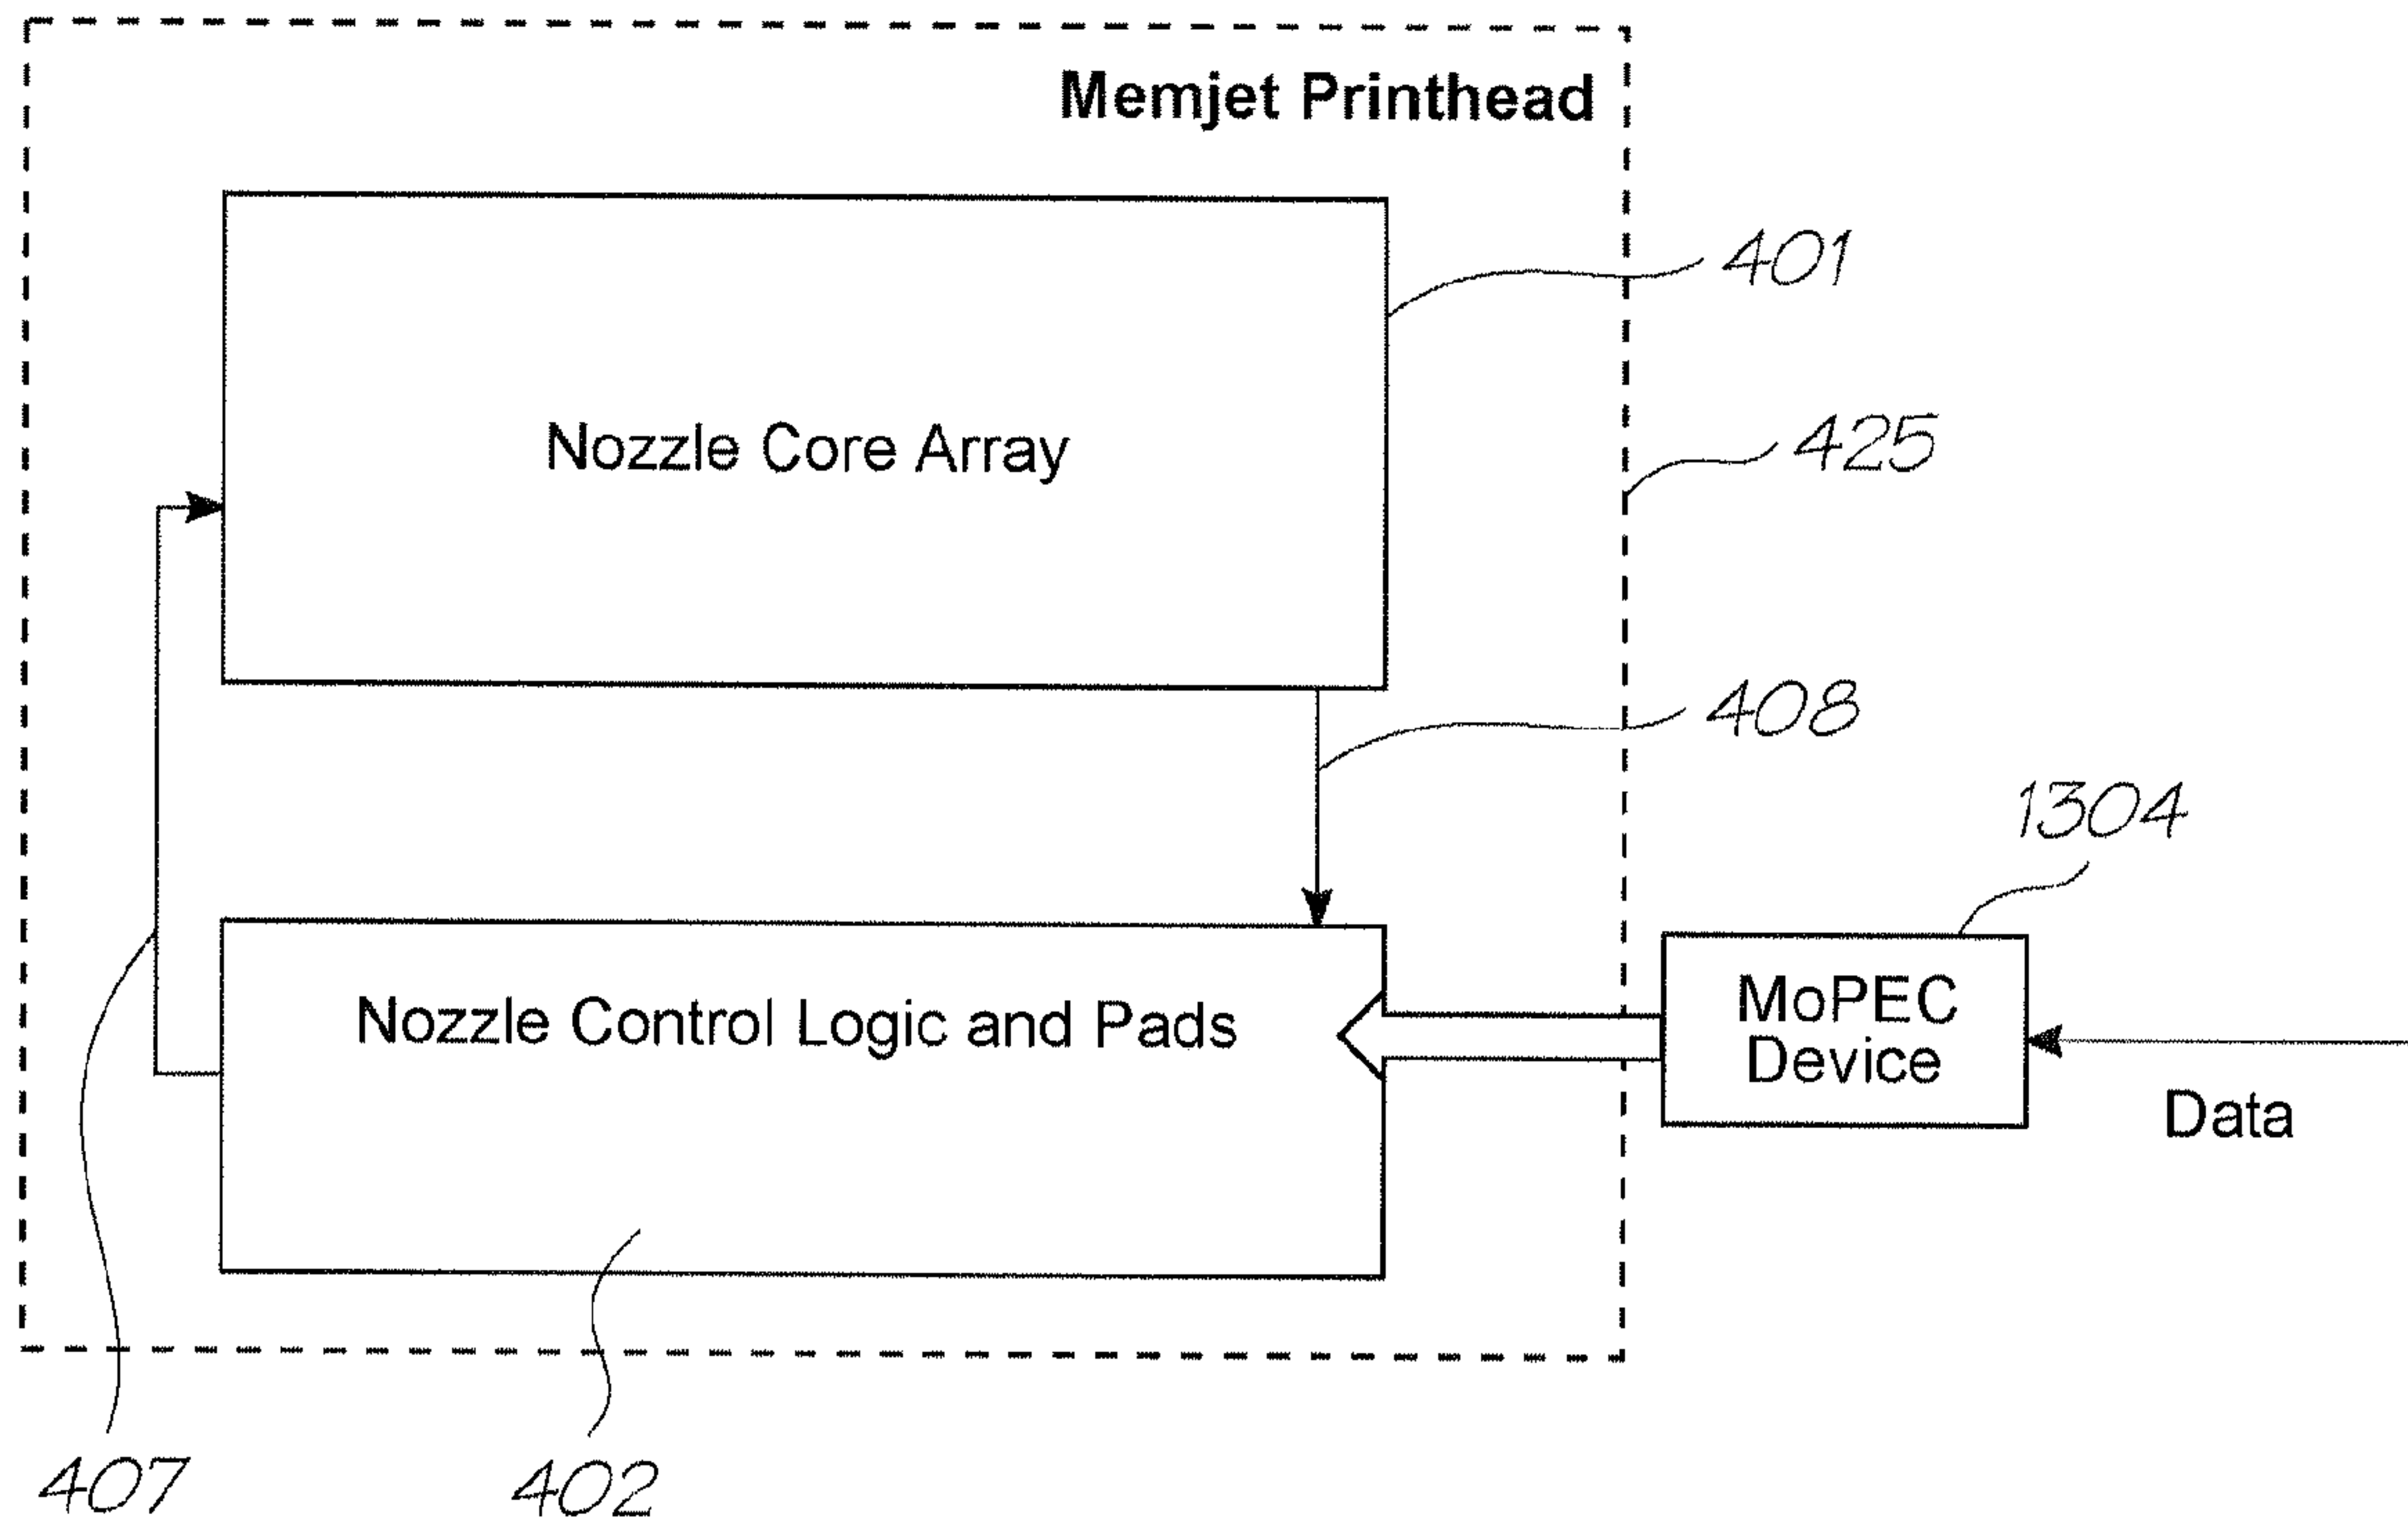 Memjet Printhead
401
Nozzle Core Array
425
408
1304
Nozzle Control Logic and Pads
MoPEC
Device
Data
407
402